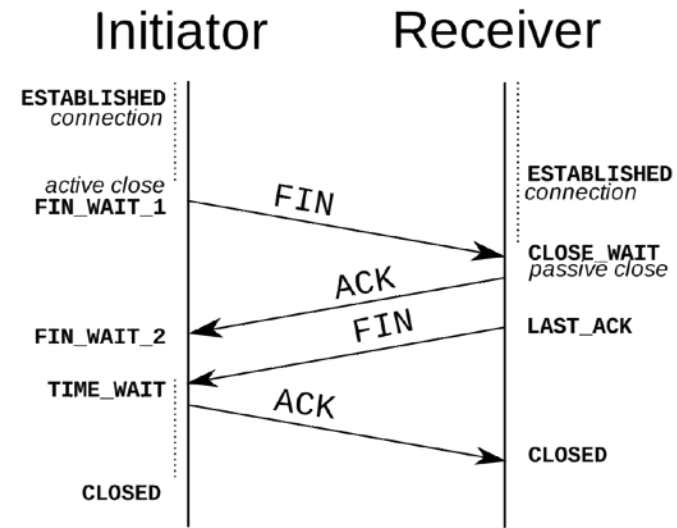 Initiator
Receiver
ESTABLISHED
connection
active close
FIN_WAIT_1
FIN
ESTABLISHED
connection
CLOSE_WAIT
passive close
ACK
FIN
LAST_ACK
FIN_WAIT_2
TIME_WAIT
ACK
CLOSED
CLOSED